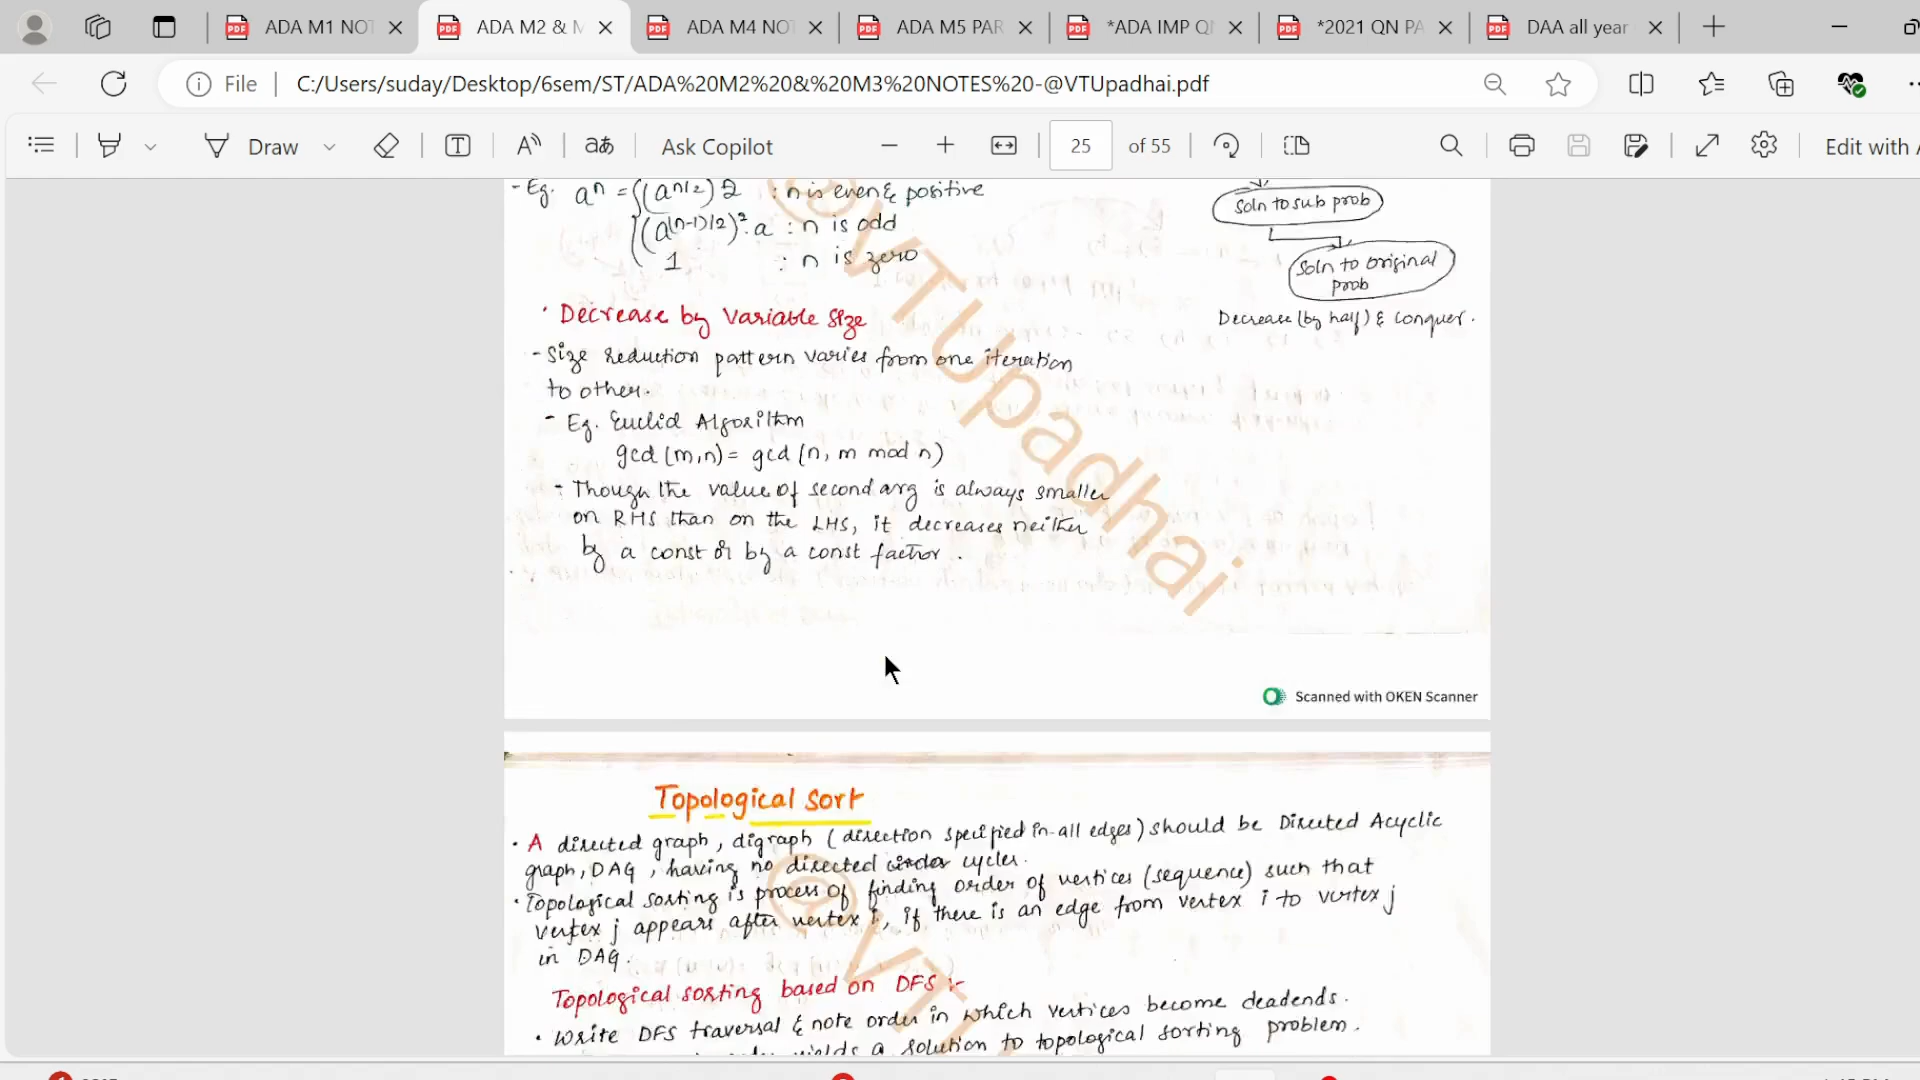 ADA M1 NOT
ADA M2 & M
ADA M4 NOT
ADA M5 PAR
*ADA IMP Q
*2021 QN PA
DAA all year
File
C:/Users/suday/Desktop/6sem/ST/ADA%20M2%20&%20M3%20NOTES%20-@VTUpadhai.pdf
Draw
Ask Copilot
25 of 55
Edit with A
- Eg. aⁿ = { (a^n/2)^2 : n is even & positive
(a^(n-1)/2)². a : n is odd
1 : n is zero
Soln to sub prob
Soln to original
prob
Decrease (by half) & Conquer.
· Decrease by Variable Size
- Size reduction pattern varies from one iteration
to other.
- Eg. Euclid Algorithm
gcd (m,n) = gcd (n, m mod n)
- Though the value of second arg is always smaller
on RHS than on the LHS, it decreases neither
by a const or by a const factor.
@VTUpadhai
Scanned with OKEN Scanner
Topological Sort
· A directed graph, digraph (direction specified in all edges) should be Directed Acyclic
graph, DAG, having no directed cycles.
· Topological sorting is process of finding order of vertices (sequence) such that
vertex j appears after vertex i, if there is an edge from vertex i to vertex j
in DAG.
Topological sorting based on DFS :-
· Write DFS traversal & note order in which vertices become deadends.
yields a solution to topological sorting problem.
@VT